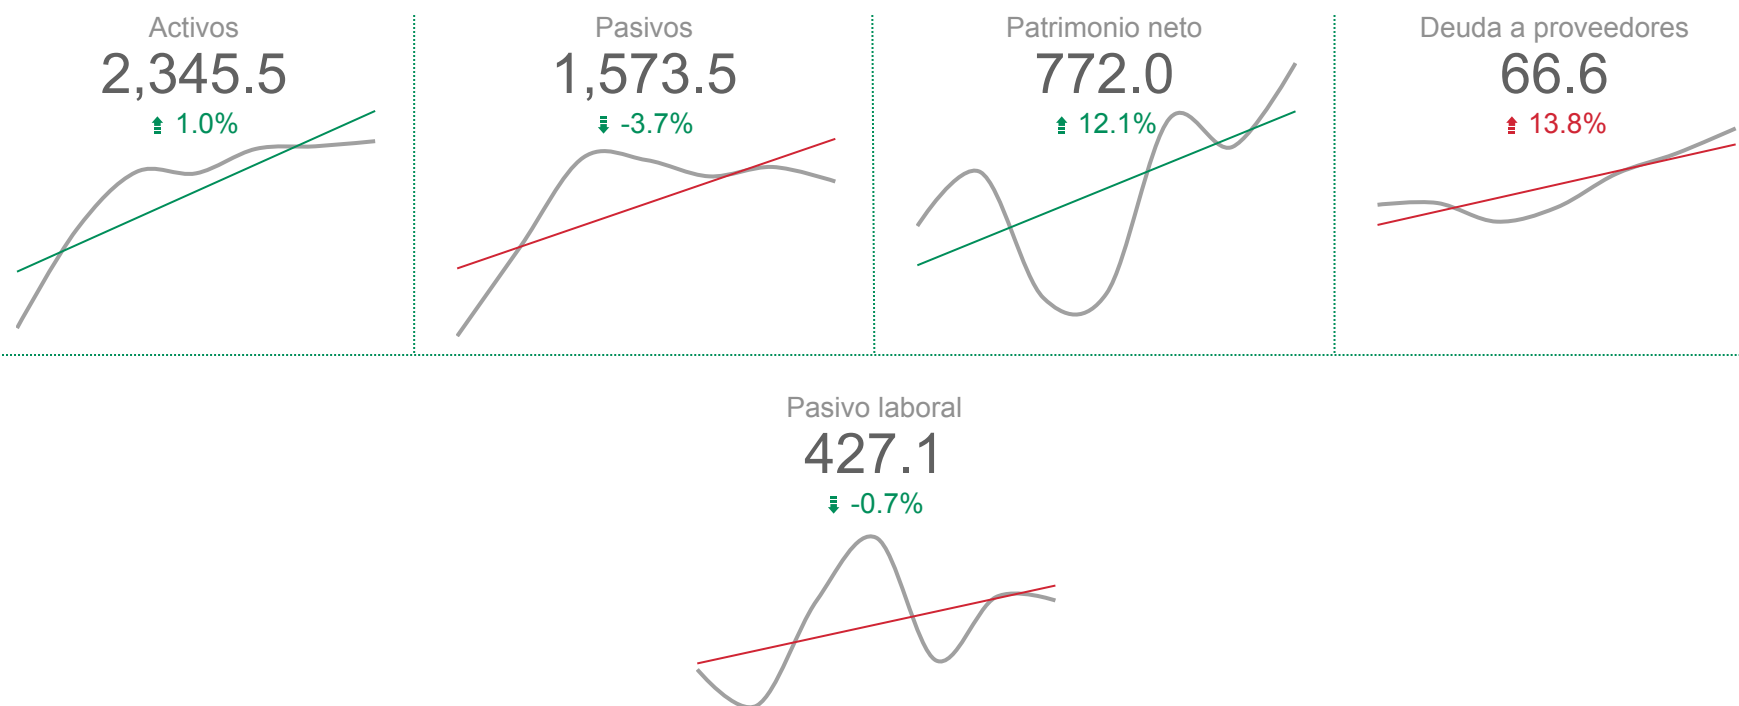 Activos
2,345.5
1.0%
Pasivos
1,573.5
-3.7%
Patrimonio neto
772.0
12.1%
Deuda a proveedores
66.6
13.8%
Pasivo laboral
427.1
-0.7%